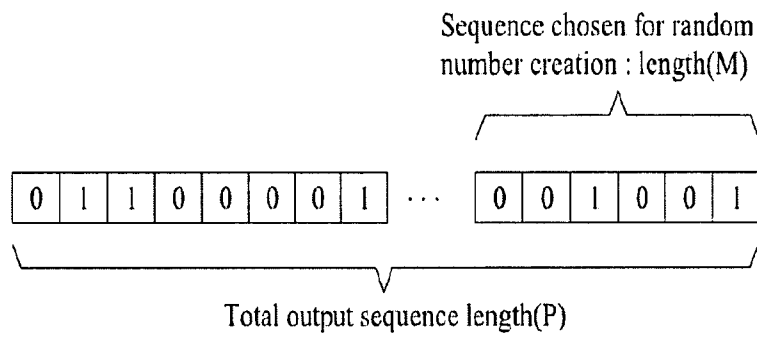 Sequence chosen for random
number creation : length(M)
0 1 1 0 0 0 0 1 ... 0 0 1 0 0 1
Total output sequence length(P)